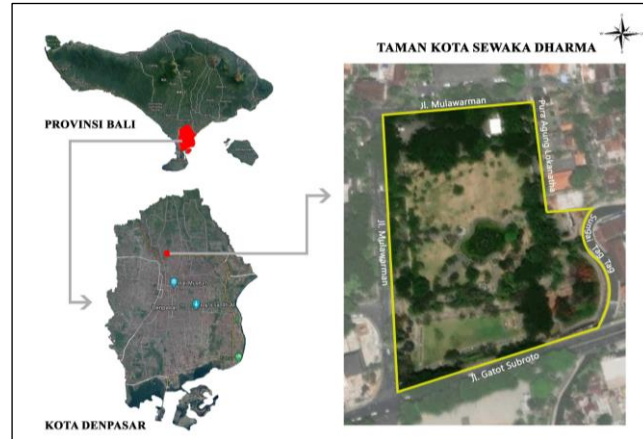 TAMAN KOTA SEWAKA DHARMA
PROVINSI BALI
Jl. Mulawarman
Pura Agung Lokanatha
Jl. Mulawarman
Jl. Gatot Subroto
KOTA DENPASAR